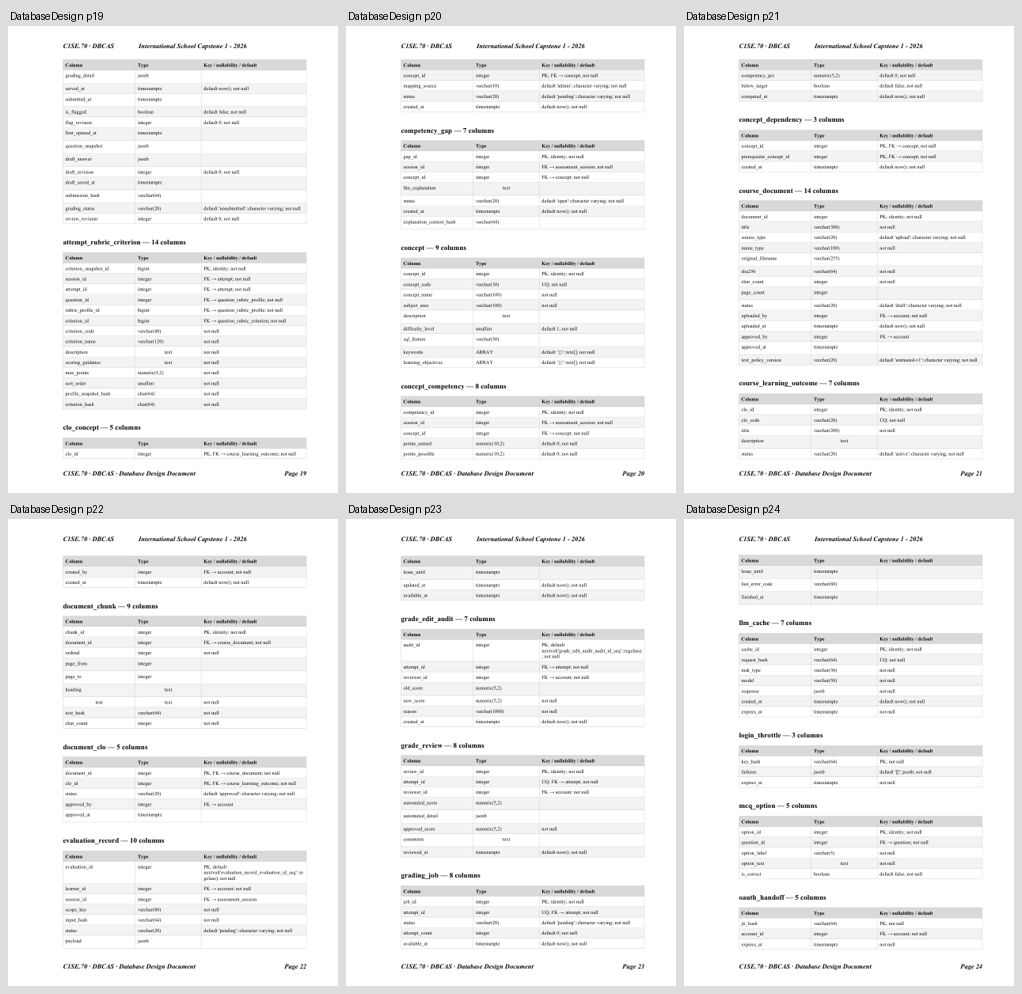 DatabaseDesign p19
CISE.70 · DBCAS International School Capstone 1 - 2026
Column Type Key / nullability / default
grading_detail jsonb
served_at timestamptz default now(); not null
submitted_at timestamptz
is_flagged boolean default false; not null
flag_revision integer default 0; not null
first_opened_at timestamptz
question_snapshot jsonb
draft_answer jsonb
draft_revision integer default 0; not null
draft_saved_at timestamptz
submission_hash varchar(64)
grading_status varchar(20) default 'unsubmitted'::character varying; not null
review_revision integer default 0; not null
attempt_rubric_criterion — 14 columns
Column Type Key / nullability / default
criterion_snapshot_id bigint PK; identity; not null
session_id integer FK → attempt; not null
attempt_id integer FK → attempt; not null
question_id integer FK → question_rubric_profile; not null
rubric_profile_id integer FK → question_rubric_profile; not null
criterion_id integer FK → question_rubric_criterion; not null
criterion_code varchar(40) not null
criterion_name varchar(120) not null
description text not null
scoring_guidance text not null
max_points numeric(5,2) not null
sort_order smallint not null
profile_snapshot_hash char(64) not null
criterion_hash char(64) not null
clo_concept — 5 columns
Column Type Key / nullability / default
clo_id integer PK; FK → course_learning_outcome; not null
CISE.70 · DBCAS · Database Design Document Page 19
DatabaseDesign p20
CISE.70 · DBCAS International School Capstone 1 - 2026
Column Type Key / nullability / default
concept_id integer PK; FK → concept; not null
mapping_source varchar(10) default 'admin'::character varying; not null
status varchar(20) default 'pending'::character varying; not null
created_at timestamptz default now(); not null
competency_gap — 7 columns
Column Type Key / nullability / default
gap_id integer PK; identity; not null
session_id integer FK → assessment_session; not null
concept_id integer FK → concept; not null
llm_explanation text
status varchar(20) default 'open'::character varying; not null
created_at timestamptz default now(); not null
explanation_context_hash varchar(64)
concept — 9 columns
Column Type Key / nullability / default
concept_id integer PK; identity; not null
concept_code varchar(30) UQ; not null
concept_name varchar(100) not null
subject_area varchar(100) not null
description text
difficulty_level smallint default 1; not null
sql_feature varchar(30)
keywords ARRAY default '{}'::text[]; not null
learning_objectives ARRAY default '{}'::text[]; not null
concept_competency — 8 columns
Column Type Key / nullability / default
competency_id integer PK; identity; not null
session_id integer FK → assessment_session; not null
concept_id integer FK → concept; not null
points_earned numeric(10,2) default 0; not null
points_possible numeric(10,2) default 0; not null
CISE.70 · DBCAS · Database Design Document Page 20
DatabaseDesign p21
CISE.70 · DBCAS International School Capstone 1 - 2026
Column Type Key / nullability / default
competency_pct numeric(5,2) default 0; not null
below_target boolean default false; not null
computed_at timestamptz default now(); not null
concept_dependency — 3 columns
Column Type Key / nullability / default
concept_id integer PK; FK → concept; not null
prerequisite_concept_id integer PK; FK → concept; not null
created_at timestamptz default now(); not null
course_document — 14 columns
Column Type Key / nullability / default
document_id integer PK; identity; not null
title varchar(300) not null
source_type varchar(20) default 'upload'::character varying; not null
mime_type varchar(100) not null
original_filename varchar(255)
sha256 varchar(64) not null
char_count integer not null
page_count integer
status varchar(20) default 'draft'::character varying; not null
uploaded_by integer FK → account; not null
uploaded_at timestamptz default now(); not null
approved_by integer FK → account
approved_at timestamptz
text_policy_version varchar(20) default 'untrusted-v1'::character varying; not null
course_learning_outcome — 7 columns
Column Type Key / nullability / default
clo_id integer PK; identity; not null
clo_code varchar(20) UQ; not null
title varchar(200) not null
description text
status varchar(20) default 'active'::character varying; not null
CISE.70 · DBCAS · Database Design Document Page 21
DatabaseDesign p22
CISE.70 · DBCAS International School Capstone 1 - 2026
Column Type Key / nullability / default
created_by integer FK → account; not null
created_at timestamptz default now(); not null
document_chunk — 9 columns
Column Type Key / nullability / default
chunk_id integer PK; identity; not null
document_id integer FK → course_document; not null
ordinal integer not null
page_from integer
page_to integer
heading text
text text not null
text_hash varchar(64) not null
char_count integer not null
document_clo — 5 columns
Column Type Key / nullability / default
document_id integer PK; FK → course_document; not null
clo_id integer PK; FK → course_learning_outcome; not null
status varchar(20) default 'approved'::character varying; not null
approved_by integer FK → account
approved_at timestamptz
evaluation_record — 10 columns
Column Type Key / nullability / default
evaluation_id integer PK; default
nextval('evaluation_record_evaluation_id_seq'::re
gclass); not null
learner_id integer FK → account; not null
session_id integer FK → assessment_session
scope_key varchar(80) not null
input_hash varchar(64) not null
status varchar(20) default 'pending'::character varying; not null
payload jsonb
CISE.70 · DBCAS · Database Design Document Page 22
DatabaseDesign p23
CISE.70 · DBCAS International School Capstone 1 - 2026
Column Type Key / nullability / default
lease_until timestamptz
updated_at timestamptz default now(); not null
available_at timestamptz default now(); not null
grade_edit_audit — 7 columns
Column Type Key / nullability / default
audit_id integer PK; default
nextval('grade_edit_audit_audit_id_seq'::regclass)
; not null
attempt_id integer FK → attempt; not null
reviewer_id integer FK → account; not null
old_score numeric(5,2)
new_score numeric(5,2) not null
reason varchar(1000) not null
created_at timestamptz default now(); not null
grade_review — 8 columns
Column Type Key / nullability / default
review_id integer PK; identity; not null
attempt_id integer UQ; FK → attempt; not null
reviewer_id integer FK → account; not null
automated_score numeric(5,2)
automated_detail jsonb
approved_score numeric(5,2) not null
comments text
reviewed_at timestamptz default now(); not null
grading_job — 8 columns
Column Type Key / nullability / default
job_id integer PK; identity; not null
attempt_id integer UQ; FK → attempt; not null
status varchar(20) default 'pending'::character varying; not null
attempt_count integer default 0; not null
available_at timestamptz default now(); not null
CISE.70 · DBCAS · Database Design Document Page 23
DatabaseDesign p24
CISE.70 · DBCAS International School Capstone 1 - 2026
Column Type Key / nullability / default
lease_until timestamptz
last_error_code varchar(80)
finished_at timestamptz
llm_cache — 7 columns
Column Type Key / nullability / default
cache_id integer PK; identity; not null
request_hash varchar(64) UQ; not null
task_type varchar(30) not null
model varchar(50) not null
response jsonb not null
created_at timestamptz default now(); not null
expires_at timestamptz not null
login_throttle — 3 columns
Column Type Key / nullability / default
key_hash varchar(64) PK; not null
failures jsonb default '[]'::jsonb; not null
expires_at timestamptz not null
mcq_option — 5 columns
Column Type Key / nullability / default
option_id integer PK; identity; not null
question_id integer FK → question; not null
option_label varchar(5) not null
option_text text not null
is_correct boolean default false; not null
oauth_handoff — 5 columns
Column Type Key / nullability / default
jti_hash varchar(64) PK; not null
account_id integer FK → account; not null
expires_at timestamptz not null
CISE.70 · DBCAS · Database Design Document Page 24